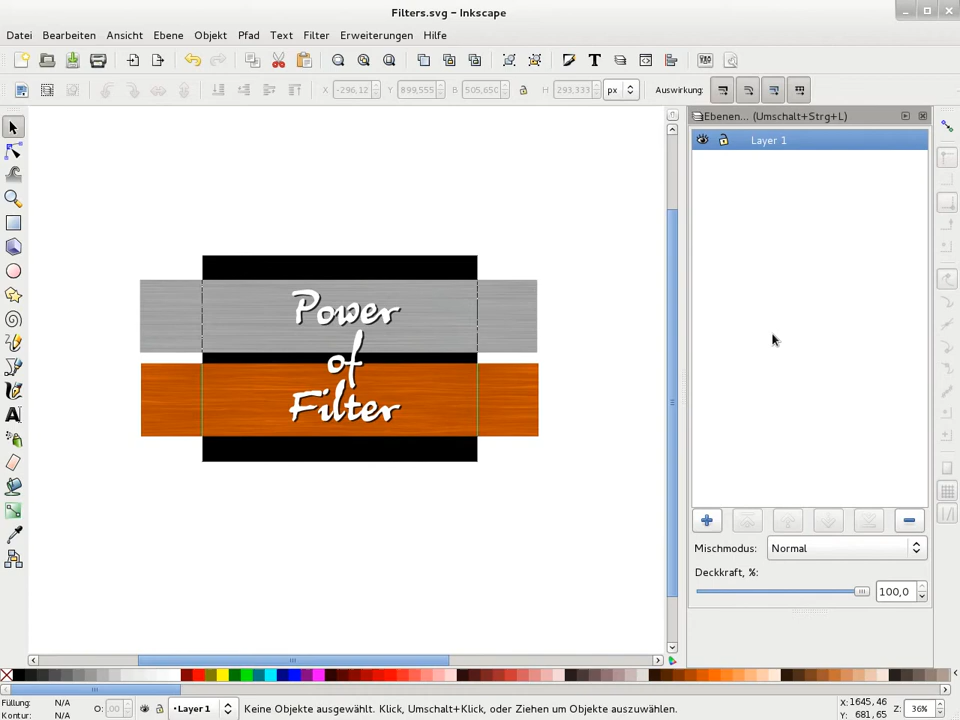 Filters.svg - Inkscape
Datei Bearbeiten Ansicht Ebene Objekt Pfad Text Filter Erweiterungen Hilfe
X -296,12 Y 899,555 B 505,650 H 293,333 px Auswirkung:
Ebenen... (Umschalt+Strg+L)
Layer 1
Power
of
Filter
Mischmodus: Normal
Deckkraft, %:
100,0
Füllung: N/A
Kontur: N/A
O: ,00
•Layer 1
Keine Objekte ausgewählt. Klick, Umschalt+Klick, oder Ziehen um Objekte auszuwählen.
X: 1645,46
Y: 681,65
Z: 36%